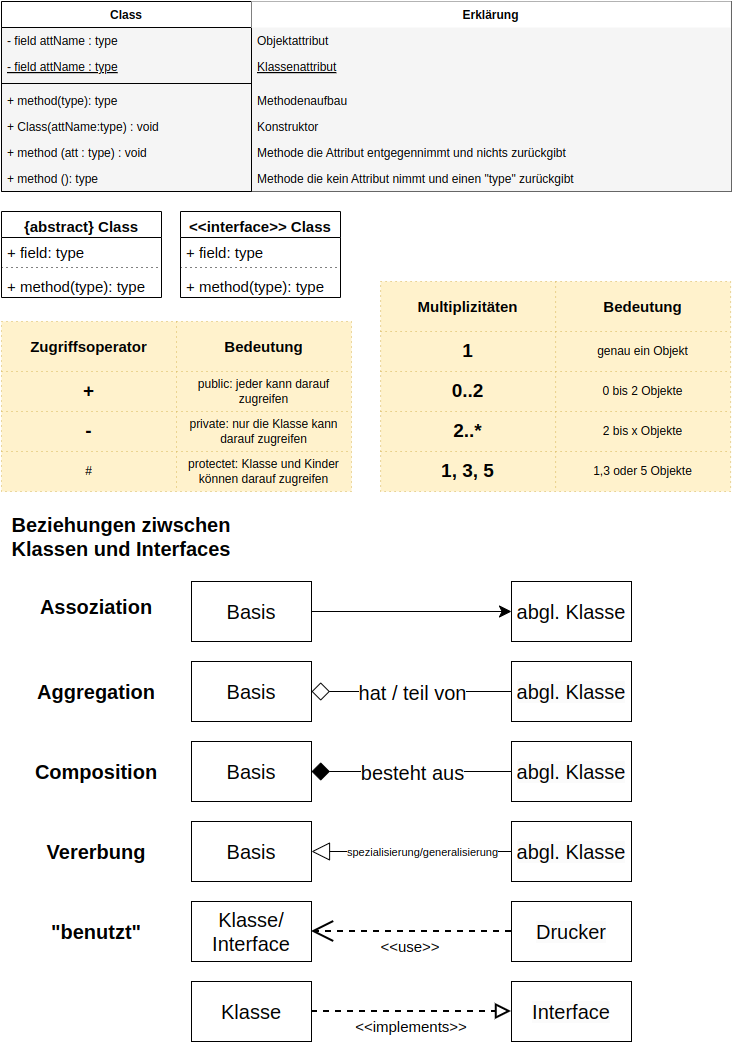 Class
Erklärung
- field attName : type
Objektattribut
- field attName : type
Klassenattribut
+ method(type): type
Methodenaufbau
+ Class(attName:type) : void
Konstruktor
+ method (att : type) : void
Methode die Attribut entgegennimmt und nichts zurückgibt
+ method (): type
Methode die kein Attribut nimmt und einen "type" zurückgibt
{abstract} Class
+ field: type
+ method(type): type
<<interface>> Class
+ field: type
+ method(type): type
Zugriffsoperator
Bedeutung
+
public: jeder kann darauf
zugreifen
-
private: nur die Klasse kann
darauf zugreifen
#
protectet: Klasse und Kinder
können darauf zugreifen
Multiplizitäten
Bedeutung
1
genau ein Objekt
0..2
0 bis 2 Objekte
2..*
2 bis x Objekte
1, 3, 5
1,3 oder 5 Objekte
Beziehungen ziwschen
Klassen und Interfaces
Assoziation
Basis
abgl. Klasse
Aggregation
Basis
hat / teil von
abgl. Klasse
Composition
Basis
besteht aus
abgl. Klasse
Vererbung
Basis
spezialisierung/generalisierung
abgl. Klasse
"benutzt"
Klasse/
Interface
<<use>>
Drucker
Klasse
<<implements>>
Interface